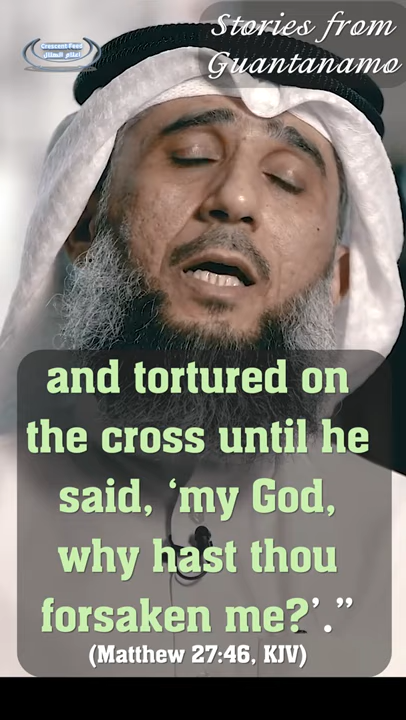 Stories from
Guantanamo
Crescent Feed
and tortured on
the cross until he
said, ‘my God,
why hast thou
forsaken me?’.”
(Matthew 27:46, KJV)